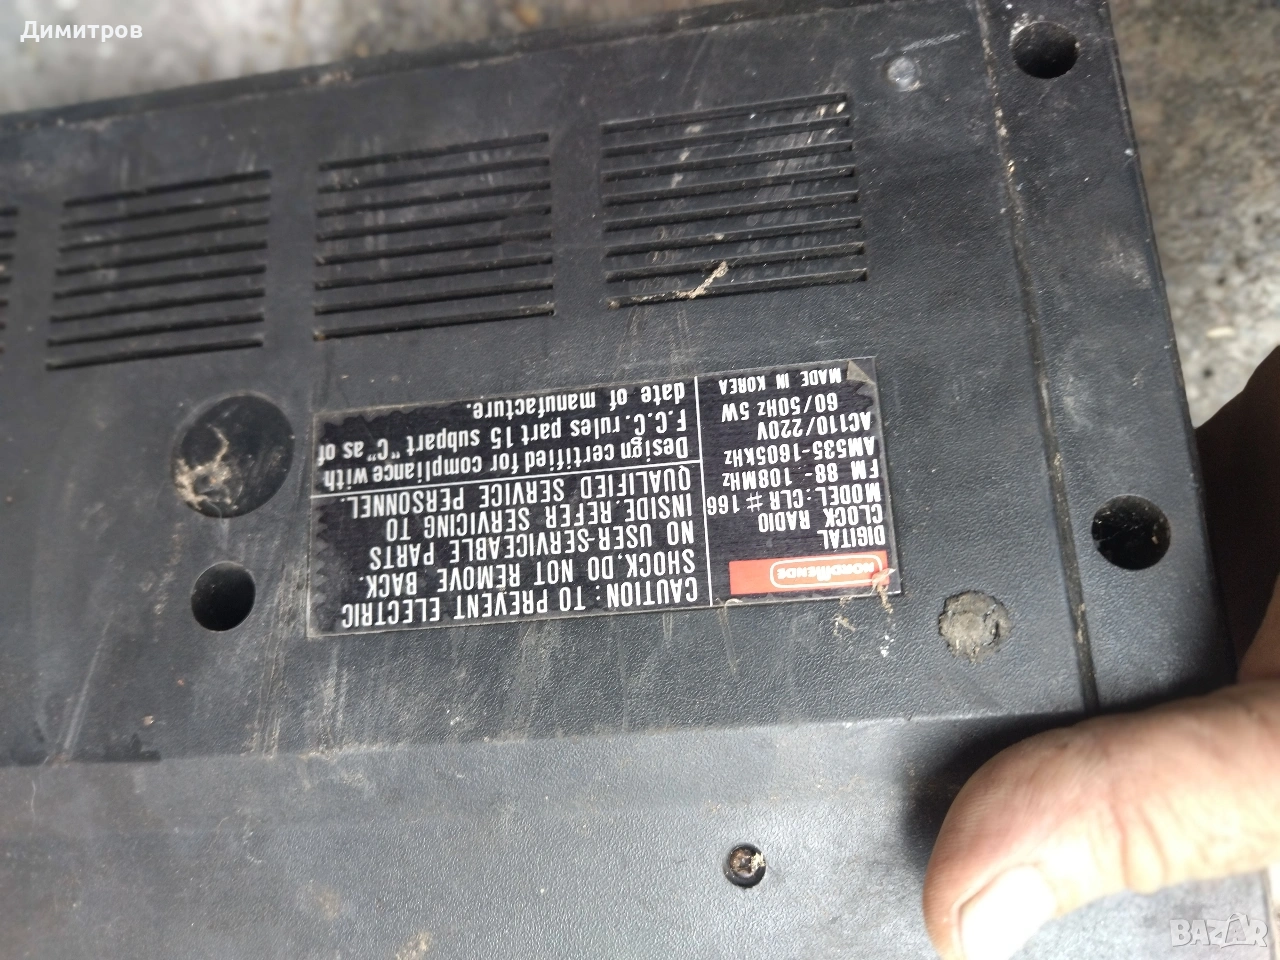 Димитров
NORDMENDE
DIGITAL
CLOCK RADIO
MODEL:CLR # 166
FM 88 - 108MHz
AM535-1605kHz
AC110/220V
60/50Hz 5W
MADE IN KOREA
CAUTION: TO PREVENT ELECTRIC
SHOCK, DO NOT REMOVE BACK.
NO USER-SERVICEABLE PARTS
INSIDE. REFER SERVICING TO
QUALIFIED SERVICE PERSONNEL.
Design certified for compliance with
F.C.C. rules part 15 subpart "C" as of
date of manufacture.
BAZAR